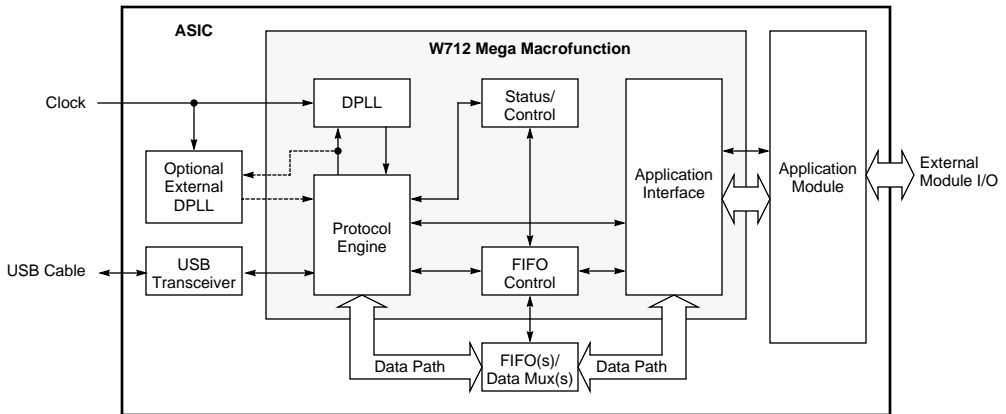 ASIC
W712 Mega Macrofunction
Clock
DPLL
Status/
Control
Optional
External
DPLL
Application
Interface
Application
Module
External
Module I/O
Protocol
Engine
USB Cable
USB
Transceiver
FIFO
Control
Data Path
FIFO(s)/
Data Mux(s)
Data Path